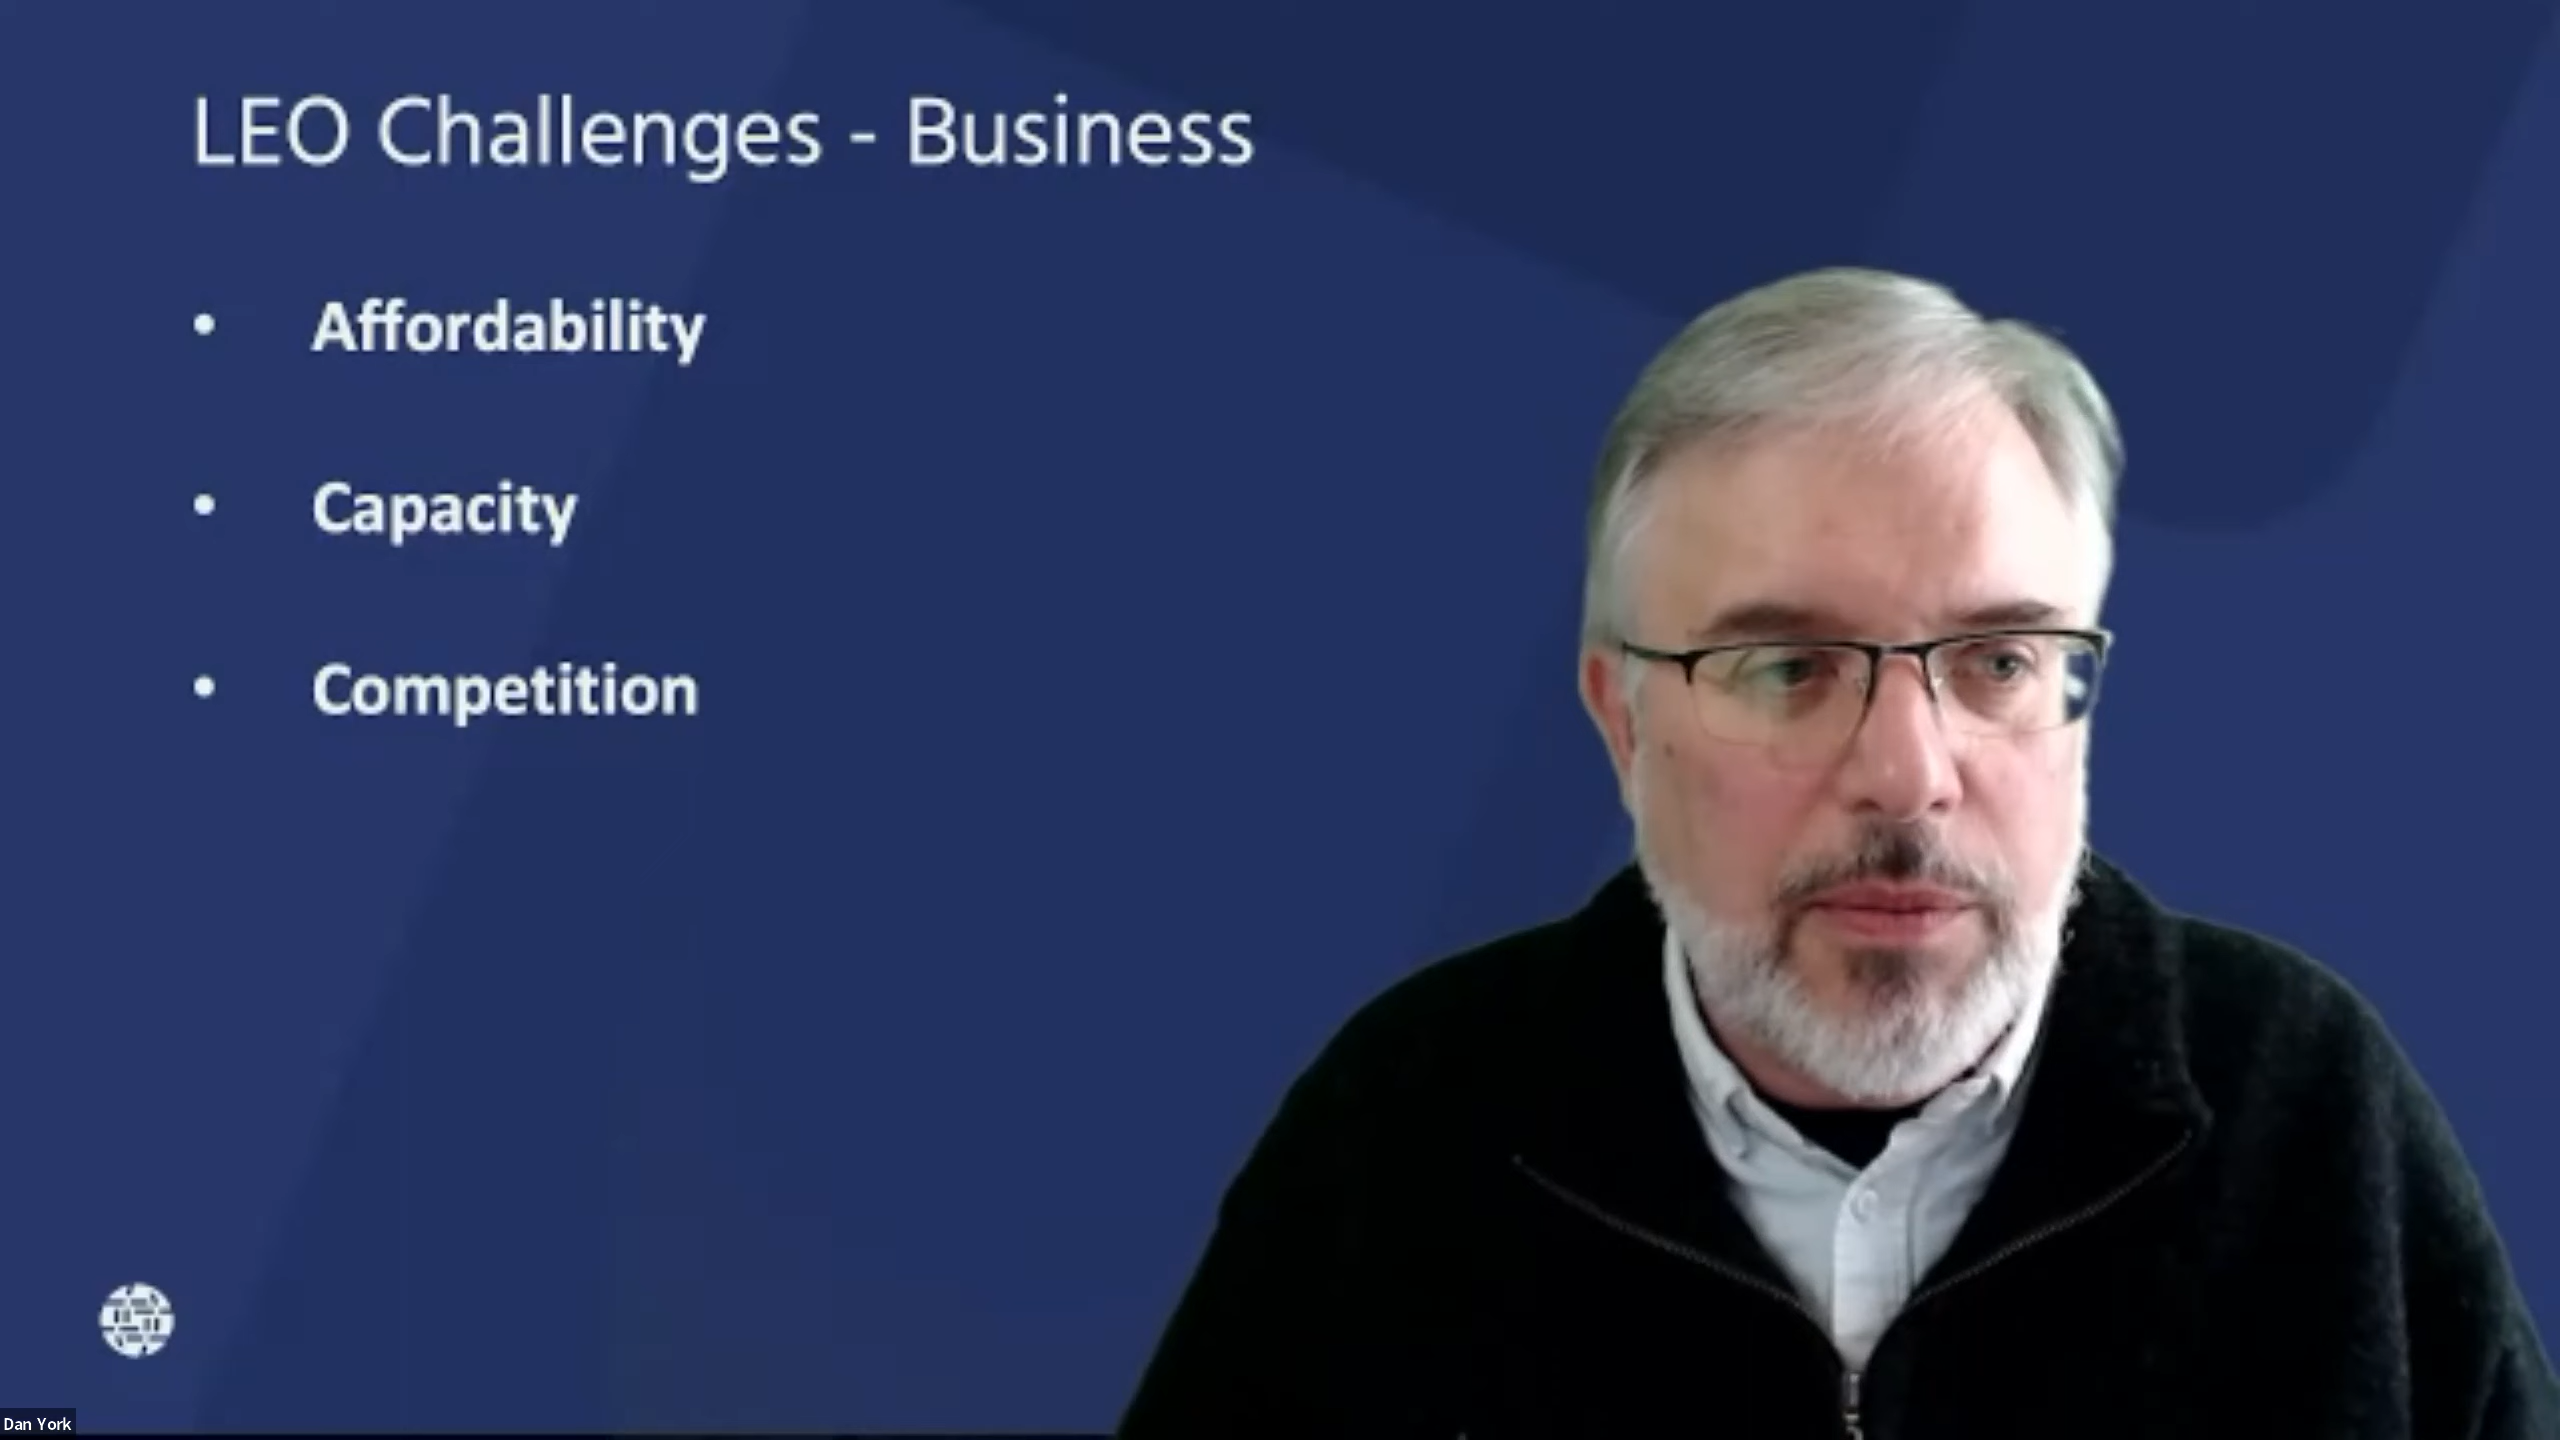 LEO Challenges - Business
• Affordability
• Capacity
• Competition
Dan York